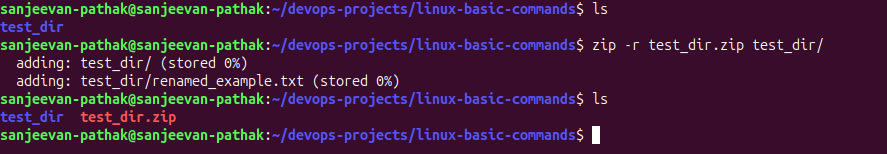 sanjeevan-pathak@sanjeevan-pathak:~/devops-projects/linux-basic-commands$ ls
test_dir
sanjeevan-pathak@sanjeevan-pathak:~/devops-projects/linux-basic-commands$ zip -r test_dir.zip test_dir/
  adding: test_dir/ (stored 0%)
  adding: test_dir/renamed_example.txt (stored 0%)
sanjeevan-pathak@sanjeevan-pathak:~/devops-projects/linux-basic-commands$ ls
test_dir  test_dir.zip
sanjeevan-pathak@sanjeevan-pathak:~/devops-projects/linux-basic-commands$